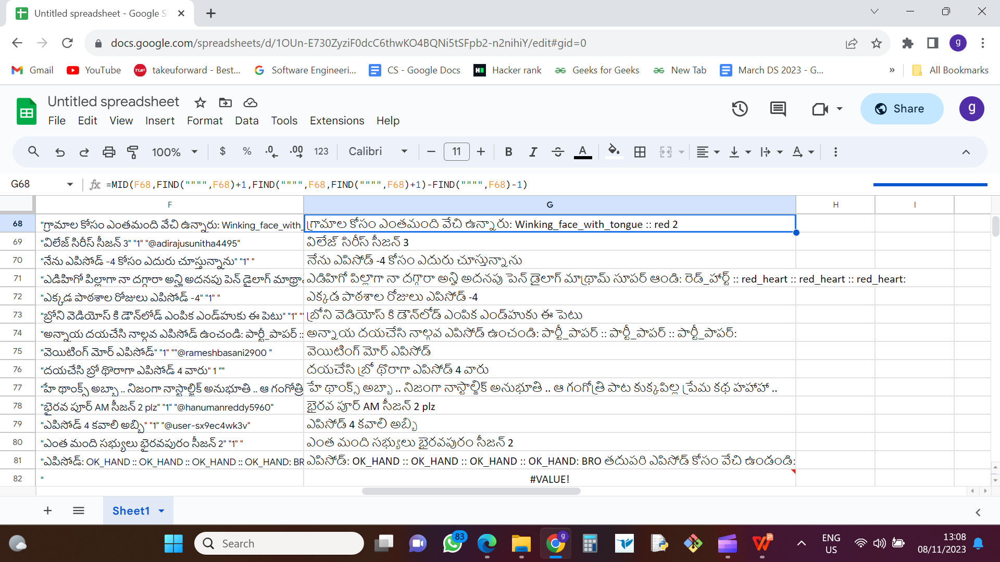 Untitled spreadsheet - Google S
docs.google.com/spreadsheets/d/1OUn-E730ZyziF0dcC6thwKO4BQNi5tSFpb2-n2nihiY/edit#gid=0
g
Gmail YouTube takeuforward - Best... Software Engineeri... CS - Google Docs Hacker rank Geeks for Geeks New Tab March DS 2023 - G... » All Bookmarks
Untitled spreadsheet
File Edit View Insert Format Data Tools Extensions Help
Share
g
100% $ % .0 .00 123 Calibri 11 B I A
G68 fx =MID(F68,FIND("""",F68)+1,FIND("""",F68,FIND("""",F68)+1)-FIND("""",F68)-1)
F G H I
68 "గ్రామాల కోసం ఎంతమంది వేచి ఉన్నారు: Winking_face_with_ గ్రామాల కోసం ఎంతమంది వేచి ఉన్నారు: Winking_face_with_tongue :: red 2
69 "విలేజ్ సిరీస్ సీజన్ 3" "1" "@adirajusunitha4495" విలేజ్ సిరీస్ సీజన్ 3
70 "నేను ఎపిసోడ్ -4 కోసం ఎదురు చూస్తున్నాను" "1" " నేను ఎపిసోడ్ -4 కోసం ఎదురు చూస్తున్నాను
71 "ఎడిహిగో పిల్లాగా నా దగ్గారా అన్హి అదనపు పెన్ డైలాగ్ ఎడిహిగో పిల్లాగా నా దగ్గారా అన్హి అదనపు పెన్ డైలాగ్ మాథ్రామ్ సూపర్ ఆండి: రెడ్_హార్ట్ :: red_heart :: red_heart :: red_heart:
72 "ఎక్కడ పాఠశాల రోజులు ఎపిసోడ్ -4" "1" " ఎక్కడ పాఠశాల రోజులు ఎపిసోడ్ -4
73 "బ్రోని వెడియోస్ కి డౌన్‌లోడ్ ఎంపిక ఎండ్‌హుకు ఈ పెటు" "1" " బ్రోని వెడియోస్ కి డౌన్‌లోడ్ ఎంపిక ఎండ్‌హుకు ఈ పెటు
74 "అన్నాయ దయచేసి నాల్గవ ఎపిసోడ్ ఉంచండి: పార్టీ_పాపర్ :: అన్నాయ దయచేసి నాల్గవ ఎపిసోడ్ ఉంచండి: పార్టీ_పాపర్ :: పార్టీ_పాపర్ :: పార్టీ_పాపర్:
75 "వెయిటింగ్ మోర్ ఎపిసోడ్" "1" ""@rameshbasani2900 " వెయిటింగ్ మోర్ ఎపిసోడ్
76 "దయచేసి బ్రో థొరాగా ఎపిసోడ్ 4 వారు" 1 "" దయచేసి బ్రో థొరాగా ఎపిసోడ్ 4 వారు
77 "హే థాంక్స్ అబ్బా .. నిజంగా నాస్టాల్జిక్ అనుభూతి .. ఆ గంగోత్రి హే థాంక్స్ అబ్బా .. నిజంగా నాస్టాల్జిక్ అనుభూతి .. ఆ గంగోత్రి పాట కుక్కపిల్ల ప్రేమ కథ హహాహా ..
78 "భైరవ పూర్ AM సీజన్ 2 plz" "1" "@hanumanreddy5960" భైరవ పూర్ AM సీజన్ 2 plz
79 "ఎపిసోడ్ 4 కవాలి అబ్బి" "1" "@user-sx9ec4wk3v" ఎపిసోడ్ 4 కవాలి అబ్బి
80 "ఎంత మంది సభ్యులు భైరవపురం సీజన్ 2" "1" " ఎంత మంది సభ్యులు భైరవపురం సీజన్ 2
81 "ఎపిసోడ్: OK_HAND :: OK_HAND :: OK_HAND :: OK_HAND: BR ఎపిసోడ్: OK_HAND :: OK_HAND :: OK_HAND :: OK_HAND: BRO తదుపరి ఎపిసోడ్ కోసం వేచి ఉండండి:
82 " #VALUE!
Sheet1
Search 83 ENG 13:08
US 08/11/2023